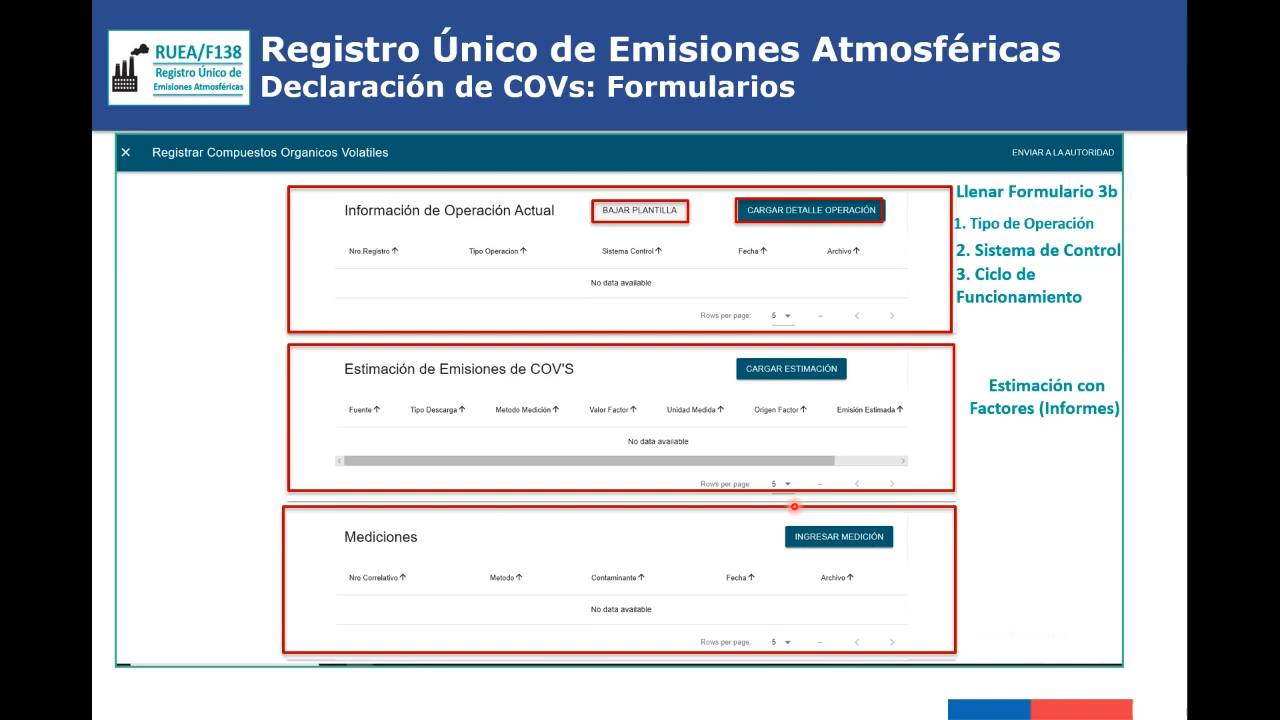 RUEA/F138
Registro Único de
Emisiones Atmosféricas
Registro Único de Emisiones Atmosféricas
Declaración de COVs: Formularios
Registrar Compuestos Organicos Volatiles
ENVIAR A LA AUTORIDAD
Información de Operación Actual
BAJAR PLANTILLA
CARGAR DETALLE OPERACIÓN
Nro.Registro Tipo Operacion Sistema Control Fecha Archivo
No data available
Rows per page: 5 –
Llenar Formulario 3b
1. Tipo de Operación
2. Sistema de Control
3. Ciclo de
Funcionamiento
Estimación de Emisiones de COV'S
CARGAR ESTIMACIÓN
Fuente Tipo Descarga Metodo Medición Valor Factor Unidad Medida Origen Factor Emisión Estimada
No data available
Rows per page: 5 –
Estimación con
Factores (Informes)
Mediciones
INGRESAR MEDICIÓN
Nro Correlativo Metodo Contaminante Fecha Archivo
No data available
Rows per page: 5 –